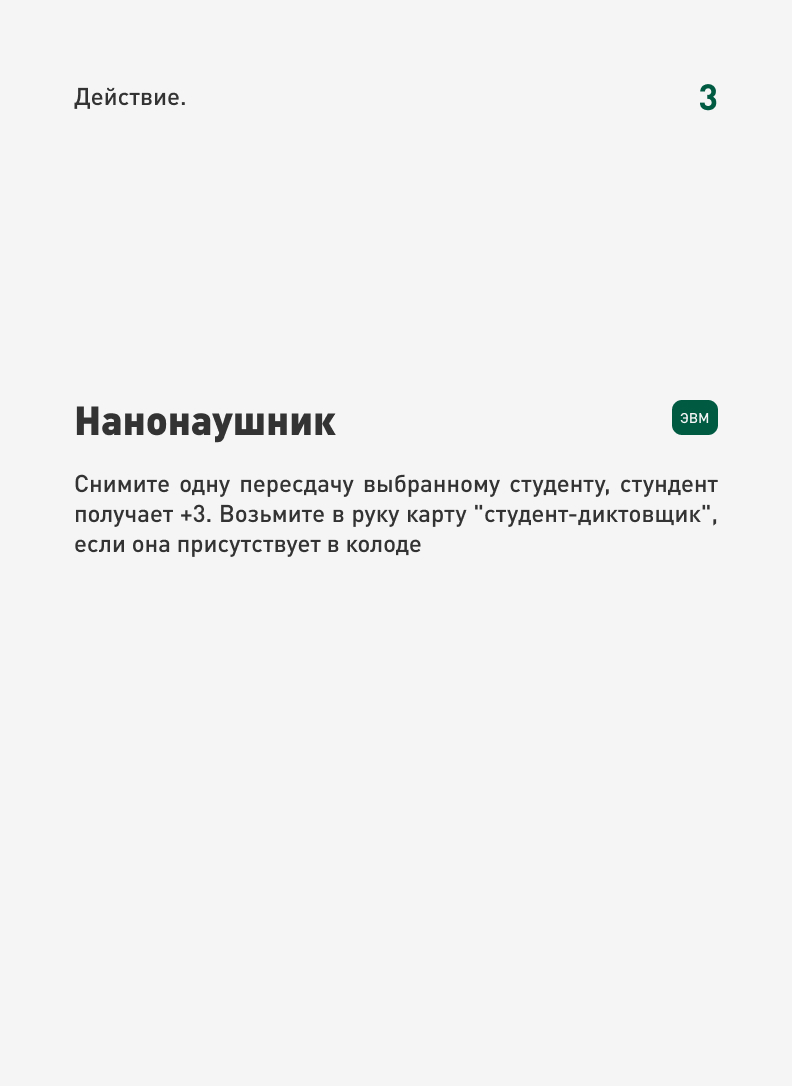 Действие.
3
Нанонаушник
ЭВМ
Снимите одну пересдачу выбранному студенту, стундент
получает +3. Возьмите в руку карту "студент-диктовщик",
если она присутствует в колоде